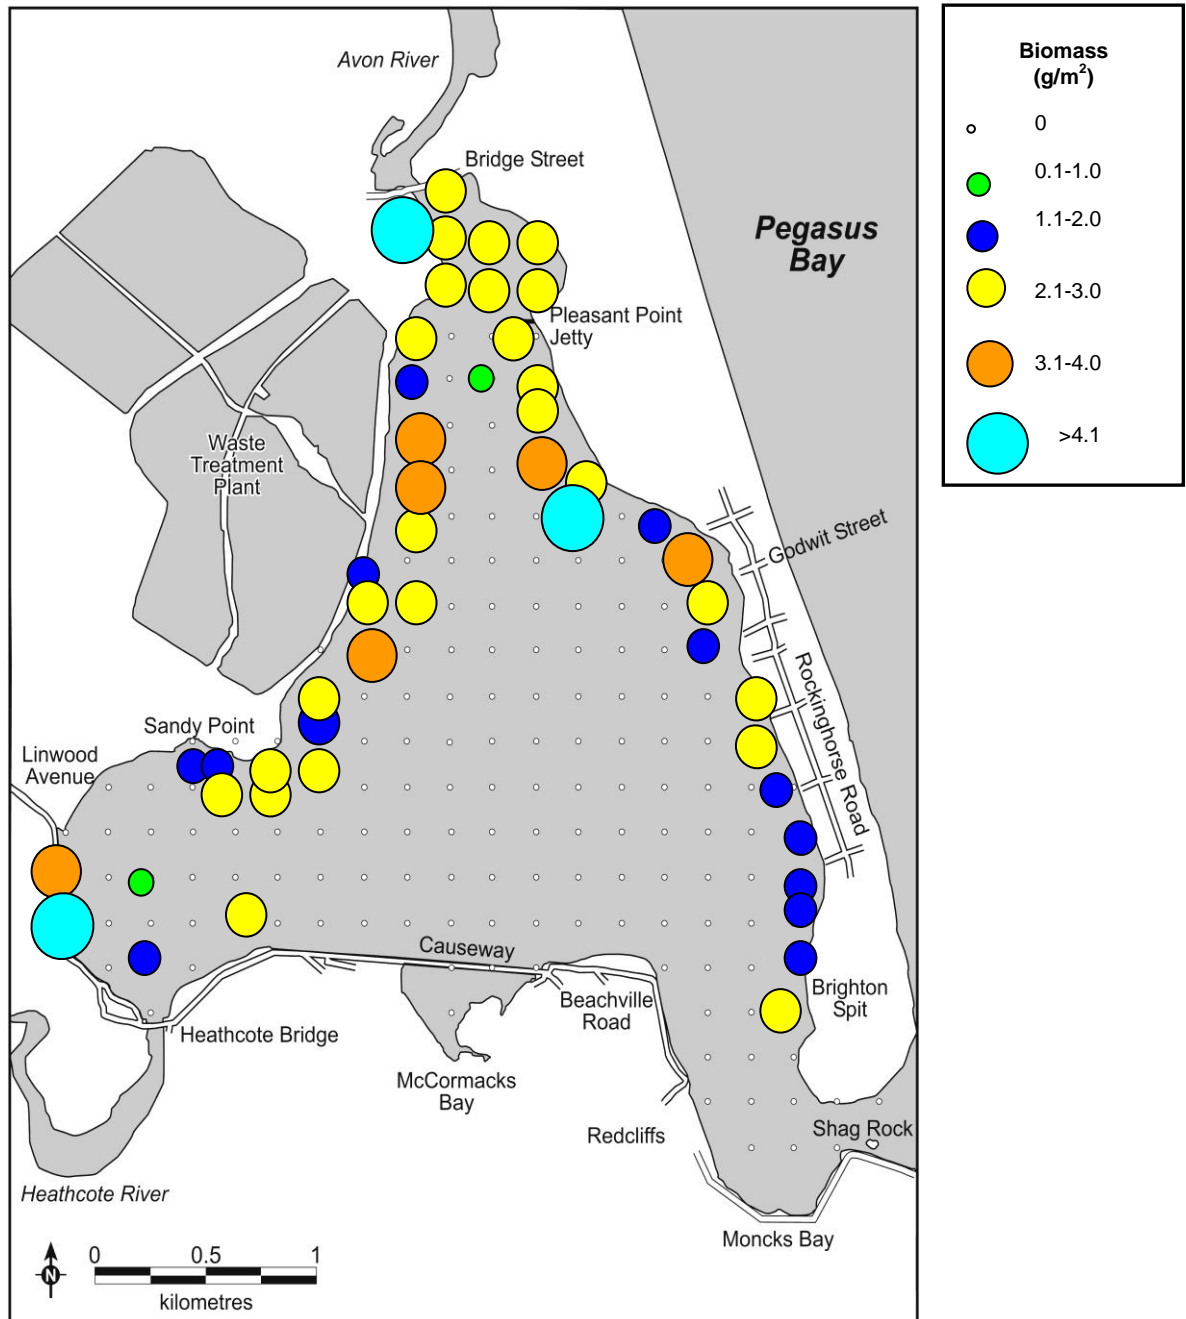 Avon River
Bridge Street
Pegasus
Bay
Pleasant Point
Jetty
Waste
Treatment
Plant
Godwit Street
Rockinghorse Road
Sandy Point
Linwood
Avenue
Causeway
Beachville
Road
Brighton
Spit
Heathcote Bridge
McCormacks
Bay
Redcliffs
Shag Rock
Heathcote River
Moncks Bay
N
0 0.5 1
kilometres
Biomass
(g/m²)
0
0.1-1.0
1.1-2.0
2.1-3.0
3.1-4.0
>4.1